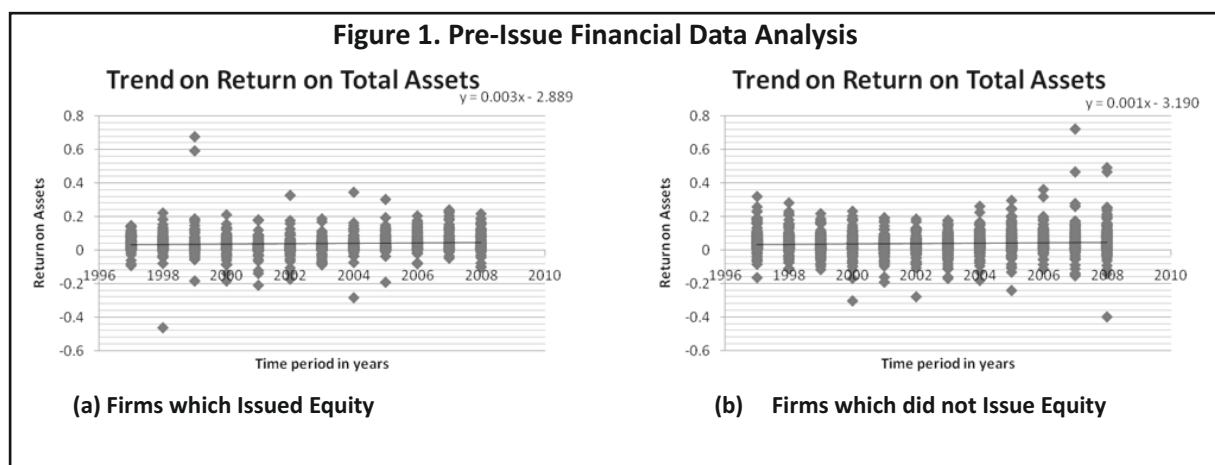 Figure 1. Pre-Issue Financial Data Analysis
Trend on Return on Total Assets
y = 0.003x - 2.889
Return on Assets
0.8
0.6
0.4
0.2
0
-0.2
-0.4
-0.6
1996 1998 2000 2002 2004 2006 2008 2010
Time period in years
(a) Firms which Issued Equity
Trend on Return on Total Assets
y = 0.001x - 3.190
Return on Assets
0.8
0.6
0.4
0.2
0
-0.2
-0.4
-0.6
1996 1998 2000 2002 2004 2006 2008 2010
Time period in years
(b) Firms which did not Issue Equity